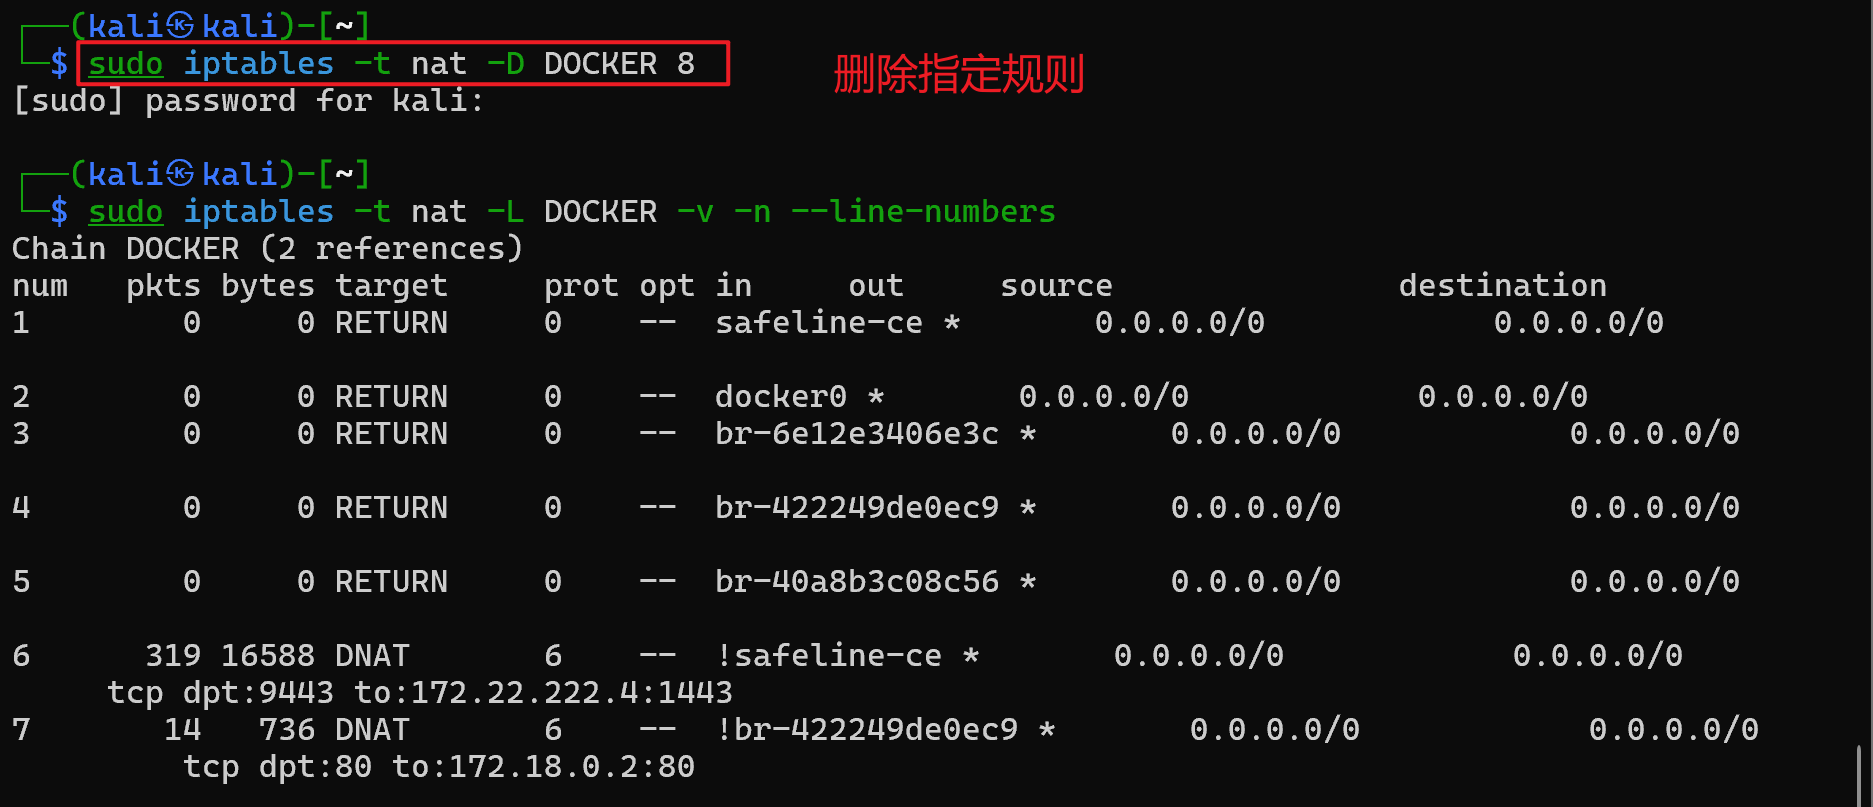 ┌──(kali㉿kali)-[~]
└─$ sudo iptables -t nat -D DOCKER 8
删除指定规则
[sudo] password for kali:
┌──(kali㉿kali)-[~]
└─$ sudo iptables -t nat -L DOCKER -v -n --line-numbers
Chain DOCKER (2 references)
num   pkts bytes target     prot opt in     out     source               destination
1        0     0 RETURN     0    --  safeline-ce *       0.0.0.0/0            0.0.0.0/0
2        0     0 RETURN     0    --  docker0 *       0.0.0.0/0            0.0.0.0/0
3        0     0 RETURN     0    --  br-6e12e3406e3c *       0.0.0.0/0            0.0.0.0/0
4        0     0 RETURN     0    --  br-422249de0ec9 *       0.0.0.0/0            0.0.0.0/0
5        0     0 RETURN     0    --  br-40a8b3c08c56 *       0.0.0.0/0            0.0.0.0/0
6      319 16588 DNAT       6    --  !safeline-ce *       0.0.0.0/0            0.0.0.0/0
tcp dpt:9443 to:172.22.222.4:1443
7       14   736 DNAT       6    --  !br-422249de0ec9 *       0.0.0.0/0            0.0.0.0/0
tcp dpt:80 to:172.18.0.2:80